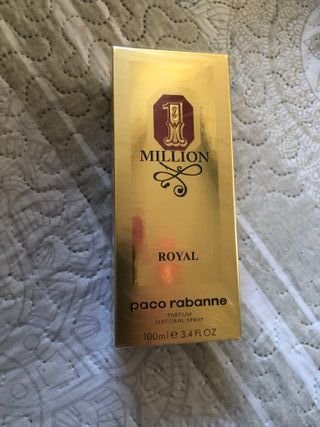 1
MILLION
ROYAL
paco rabanne
PARFUM
NATURAL SPRAY
100ml e 3.4 FL.OZ